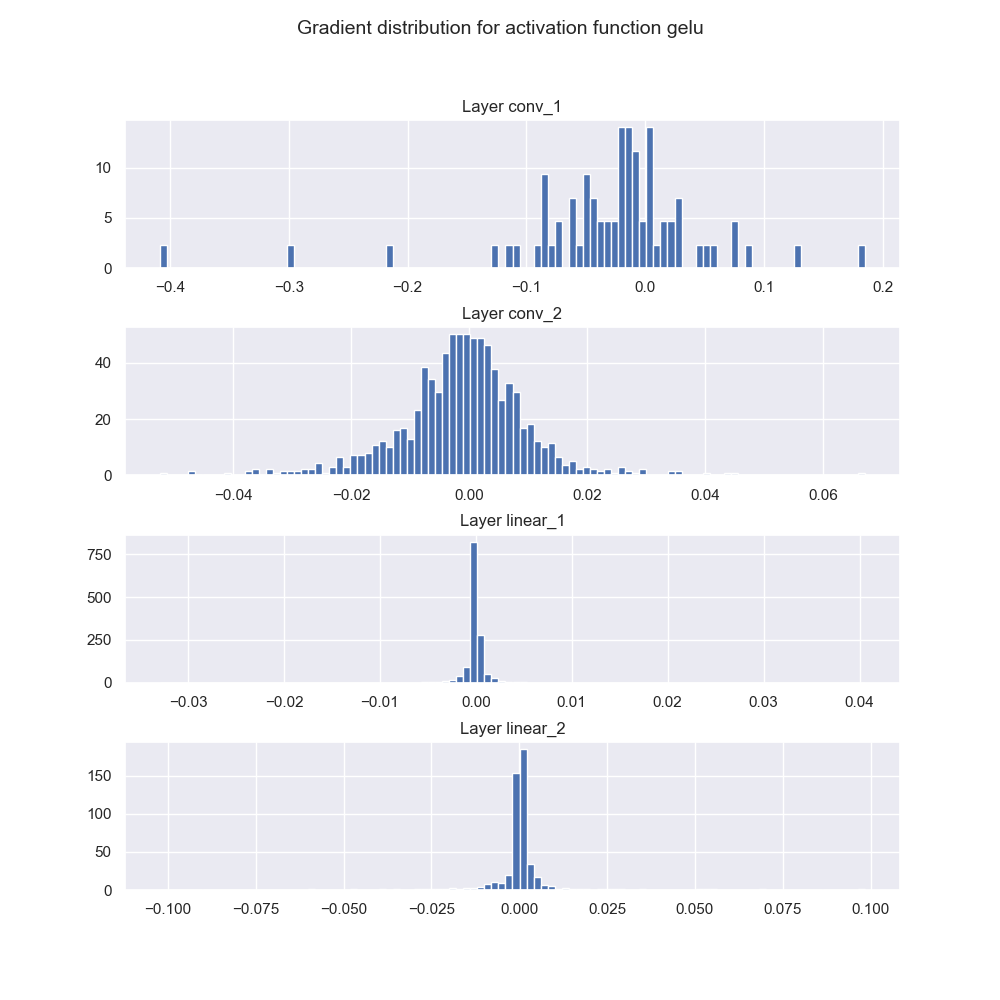 Gradient distribution for activation function gelu
Layer conv_1
10
5
0
−0.4 −0.3 −0.2 −0.1 0.0 0.1 0.2
Layer conv_2
40
20
0
−0.04 −0.02 0.00 0.02 0.04 0.06
Layer linear_1
750
500
250
0
−0.03 −0.02 −0.01 0.00 0.01 0.02 0.03 0.04
Layer linear_2
150
100
50
0
−0.100 −0.075 −0.050 −0.025 0.000 0.025 0.050 0.075 0.100